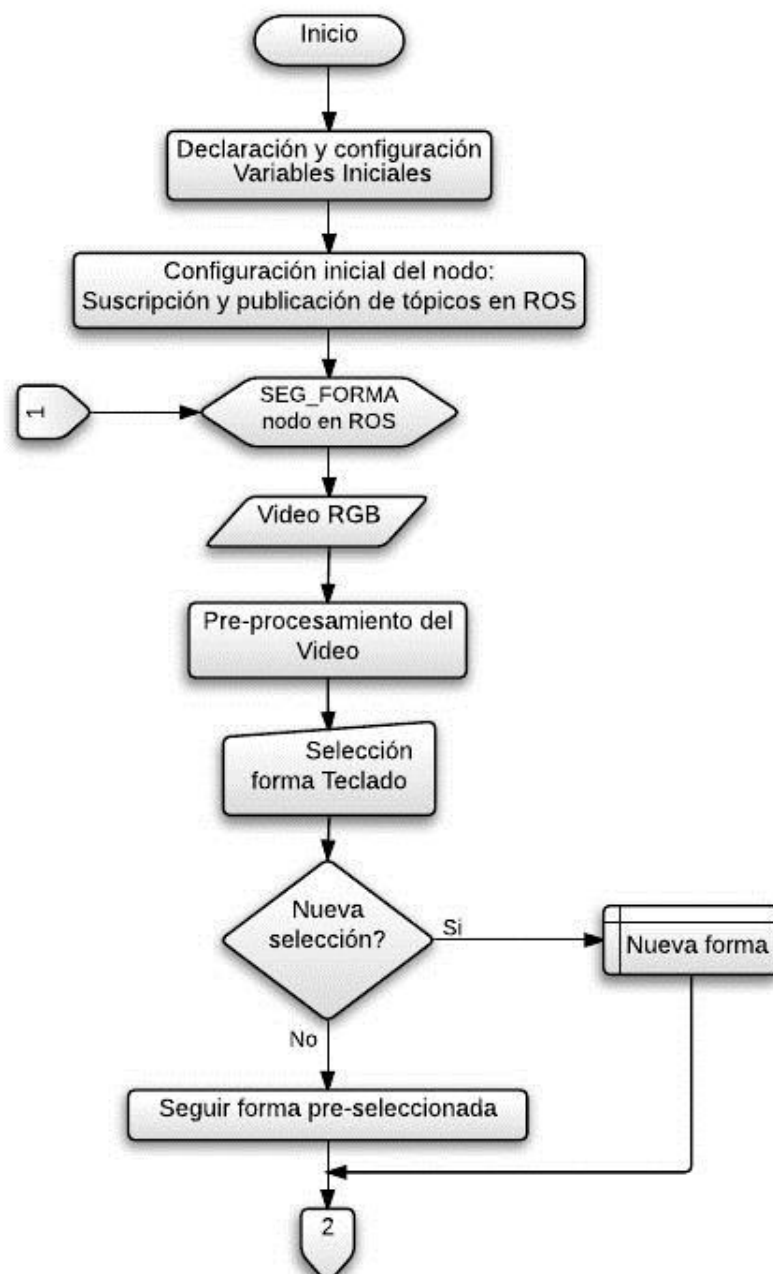 Inicio
Declaración y configuración
Variables Iniciales
Configuración inicial del nodo:
Suscripción y publicación de tópicos en ROS
1
SEG_FORMA
nodo en ROS
Video RGB
Pre-procesamiento del
Video
Selección
forma Teclado
Nueva
selección?
Si
Nueva forma
No
Seguir forma pre-seleccionada
2